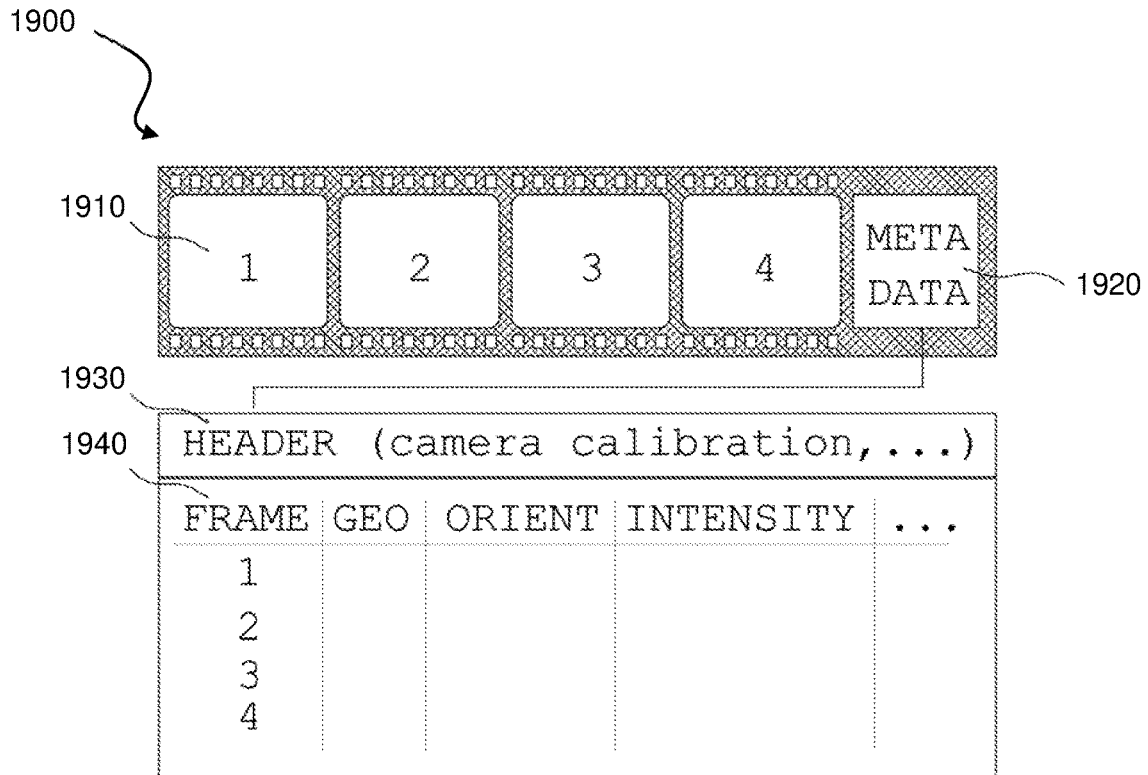 1900
1910
1 2 3 4 META
DATA
1920
1930
HEADER (camera calibration,...)
1940
FRAME GEO ORIENT INTENSITY ...
1
2
3
4